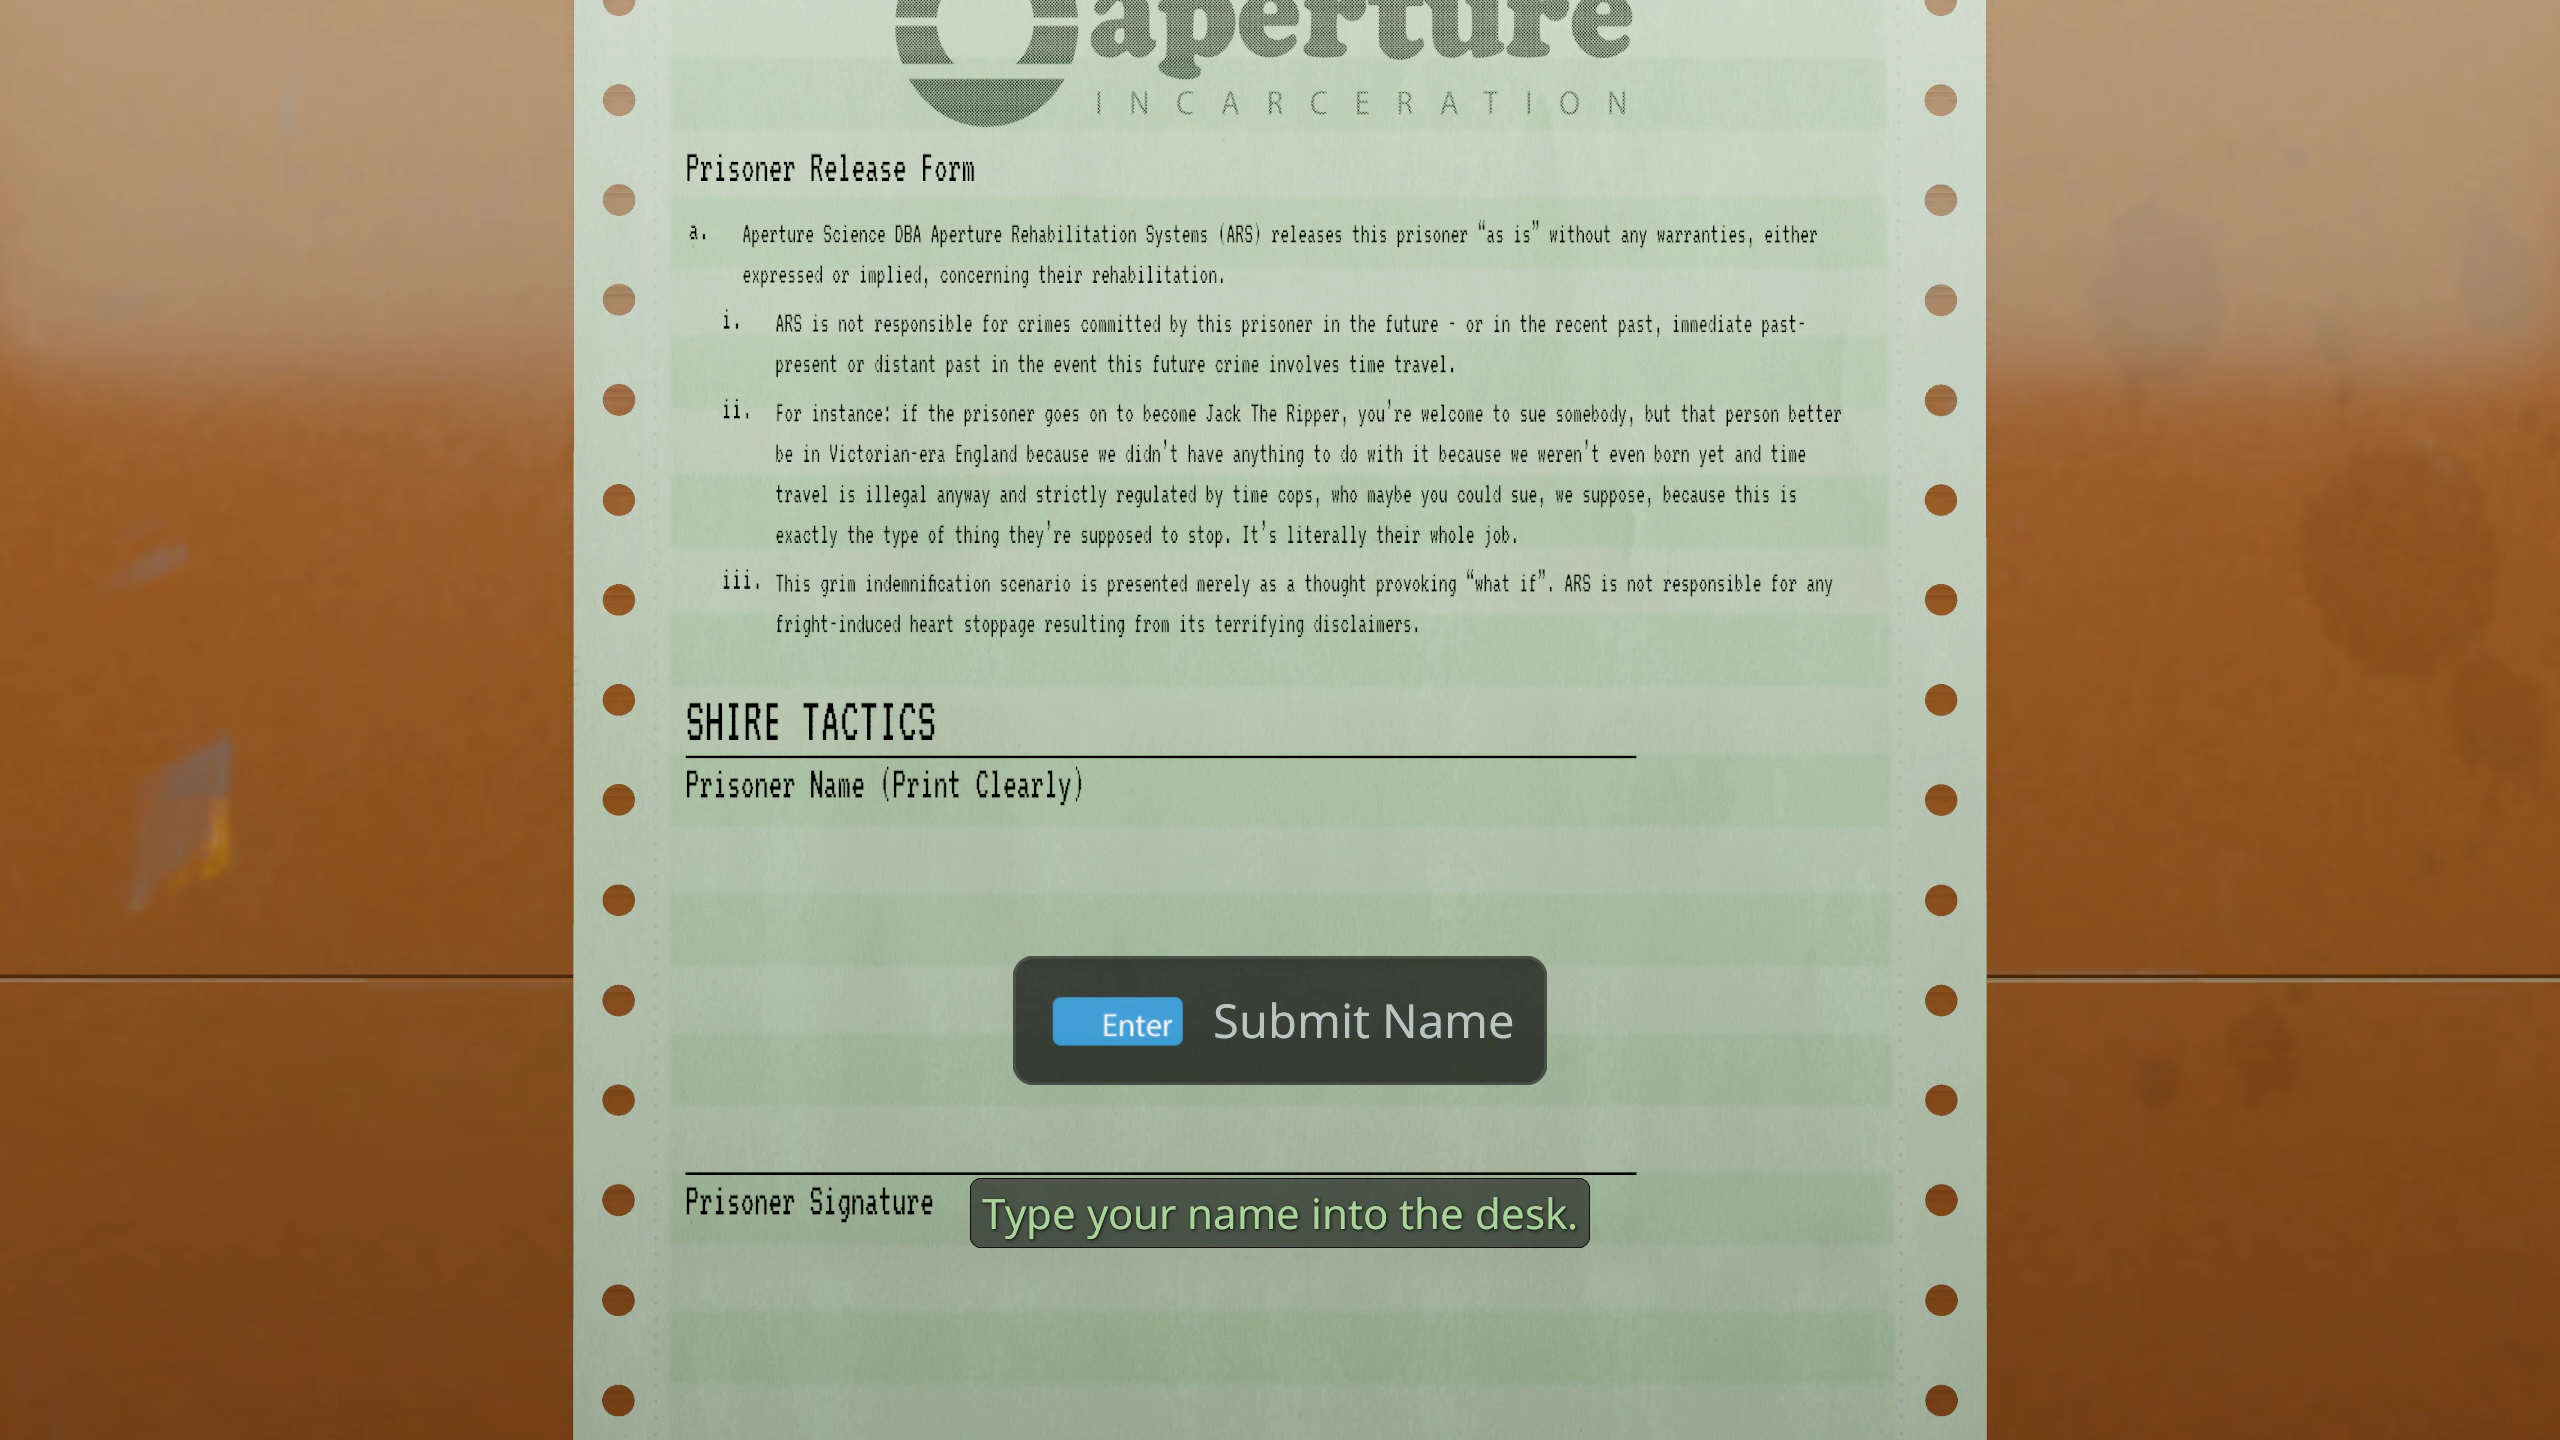 aperture
INCARCERATION
Prisoner Release Form
a. Aperture Science DBA Aperture Rehabilitation Systems (ARS) releases this prisoner “as is” without any warranties, either
expressed or implied, concerning their rehabilitation.
i. ARS is not responsible for crimes committed by this prisoner in the future - or in the recent past, immediate past-
present or distant past in the event this future crime involves time travel.
ii. For instance: if the prisoner goes on to become Jack The Ripper, you're welcome to sue somebody, but that person better
be in Victorian-era England because we didn't have anything to do with it because we weren't even born yet and time
travel is illegal anyway and strictly regulated by time cops, who maybe you could sue, we suppose, because this is
exactly the type of thing they're supposed to stop. It's literally their whole job.
iii. This grim indemnification scenario is presented merely as a thought provoking “what if”. ARS is not responsible for any
fright-induced heart stoppage resulting from its terrifying disclaimers.
SHIRE TACTICS
Prisoner Name (Print Clearly)
Enter Submit Name
Prisoner Signature
Type your name into the desk.